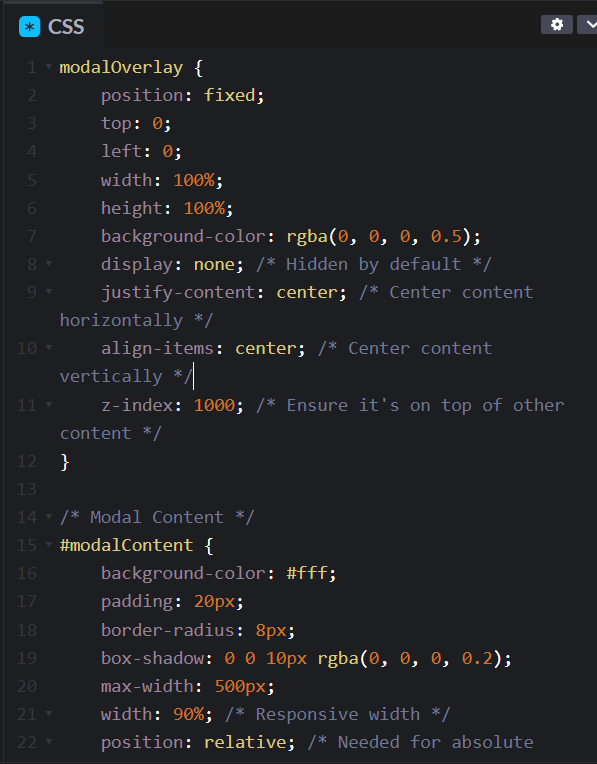 CSS
1 modalOverlay {
2 position: fixed;
3 top: 0;
4 left: 0;
5 width: 100%;
6 height: 100%;
7 background-color: rgba(0, 0, 0, 0.5);
8 display: none; /* Hidden by default */
9 justify-content: center; /* Center content
horizontally */
10 align-items: center; /* Center content
vertically */
11 z-index: 1000; /* Ensure it's on top of other
content */
12 }
13
14 /* Modal Content */
15 #modalContent {
16 background-color: #fff;
17 padding: 20px;
18 border-radius: 8px;
19 box-shadow: 0 0 10px rgba(0, 0, 0, 0.2);
20 max-width: 500px;
21 width: 90%; /* Responsive width */
22 position: relative; /* Needed for absolute